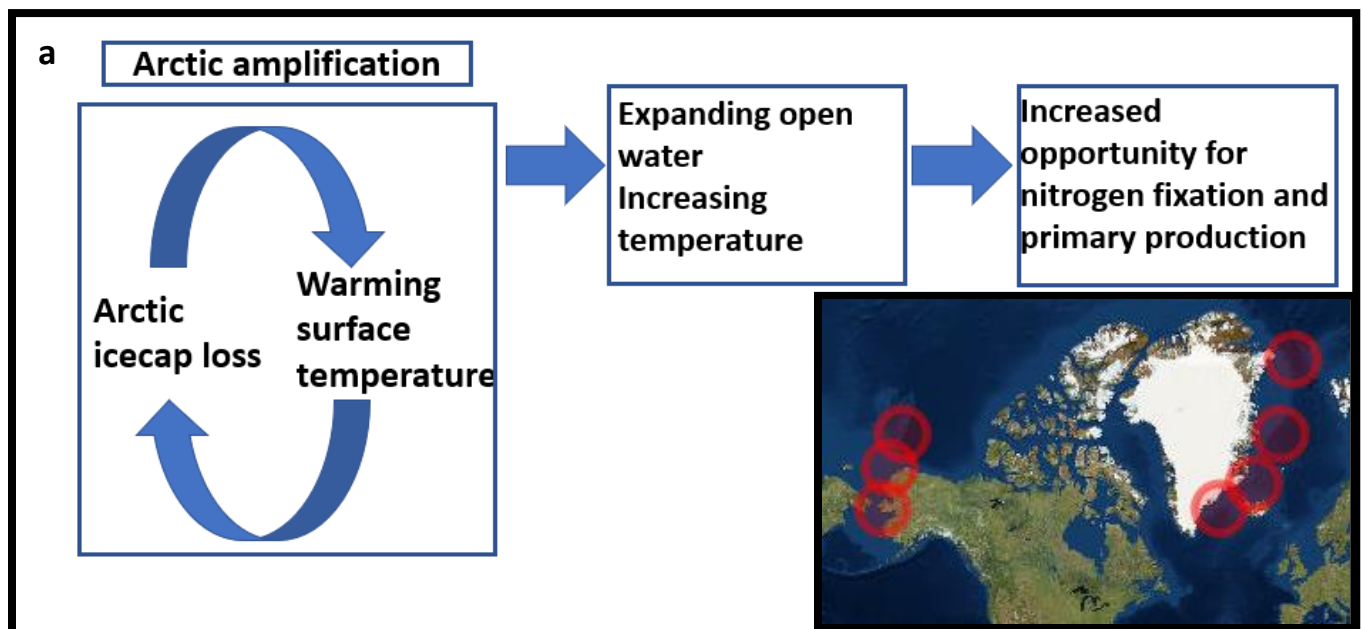 a
Arctic amplification
Arctic
icecap loss
Warming
surface
temperature
Expanding open
water
Increasing
temperature
Increased
opportunity for
nitrogen fixation and
primary production